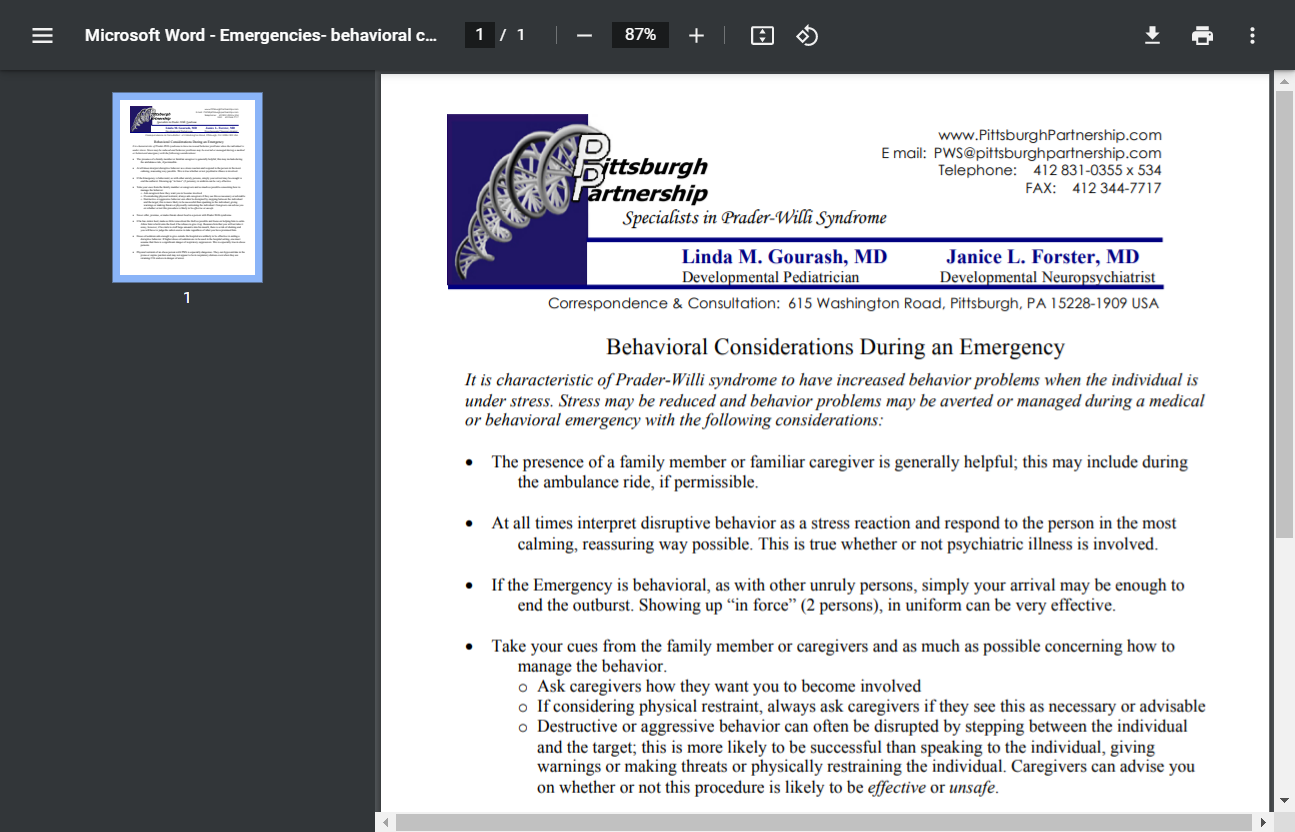 Microsoft Word - Emergencies- behavioral c...
1 / 1
87%
1
Pittsburgh
Partnership
Specialists in Prader-Willi Syndrome
www.PittsburghPartnership.com
E mail: PWS@pittsburghpartnership.com
Telephone: 412 831-0355 x 534
FAX: 412 344-7717
Linda M. Gourash, MD Janice L. Forster, MD
Developmental Pediatrician Developmental Neuropsychiatrist
Correspondence & Consultation: 615 Washington Road, Pittsburgh, PA 15228-1909 USA
Behavioral Considerations During an Emergency
It is characteristic of Prader-Willi syndrome to have increased behavior problems when the individual is
under stress. Stress may be reduced and behavior problems may be averted or managed during a medical
or behavioral emergency with the following considerations:
• The presence of a family member or familiar caregiver is generally helpful; this may include during
the ambulance ride, if permissible.
• At all times interpret disruptive behavior as a stress reaction and respond to the person in the most
calming, reassuring way possible. This is true whether or not psychiatric illness is involved.
• If the Emergency is behavioral, as with other unruly persons, simply your arrival may be enough to
end the outburst. Showing up “in force” (2 persons), in uniform can be very effective.
• Take your cues from the family member or caregivers and as much as possible concerning how to
manage the behavior.
o Ask caregivers how they want you to become involved
o If considering physical restraint, always ask caregivers if they see this as necessary or advisable
o Destructive or aggressive behavior can often be disrupted by stepping between the individual
and the target; this is more likely to be successful than speaking to the individual, giving
warnings or making threats or physically restraining the individual. Caregivers can advise you
on whether or not this procedure is likely to be effective or unsafe.